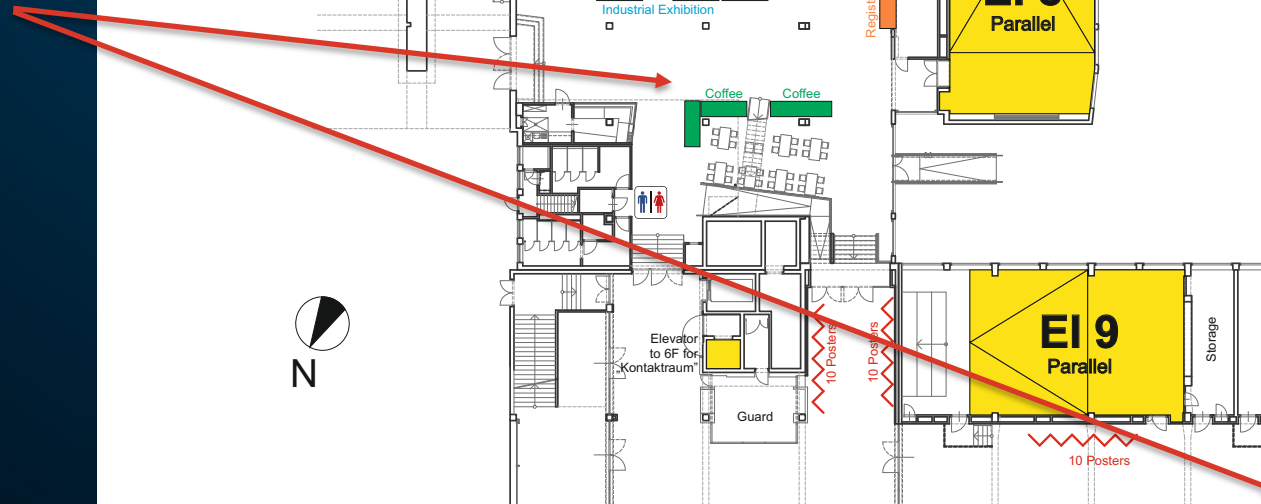 Industrial Exhibition
Parallel
Coffee
Coffee
N
Elevator
to 6F for
„Kontaktraum”
Guard
10 Posters
10 Posters
EI 9
Parallel
Storage
10 Posters